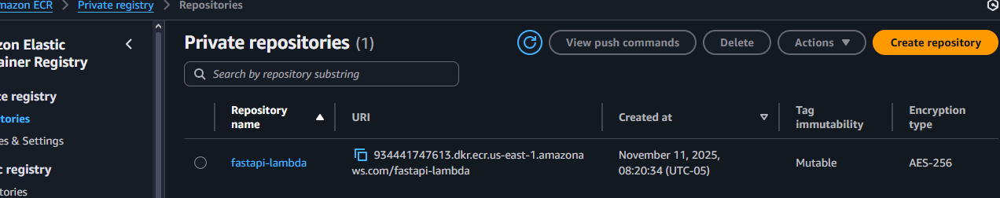 mazon ECR > Private registry > Repositories
zon Elastic
tainer Registry
te registry
tories
es & Settings
c registry
tories
Private repositories (1)
View push commands
Delete
Actions
Create repository
Search by repository substring
Repository name
URI
Created at
Tag immutability
Encryption type
fastapi-lambda
934441747613.dkr.ecr.us-east-1.amazona
ws.com/fastapi-lambda
November 11, 2025,
08:20:34 (UTC-05)
Mutable
AES-256